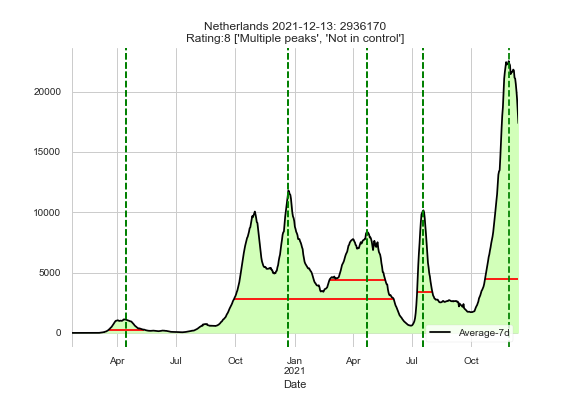 Netherlands 2021-12-13: 2936170
Rating:8 ['Multiple peaks', 'Not in control']
20000
15000
10000
5000
0
Average-7d
Apr Jul Oct Jan Apr Jul Oct
2021
Date